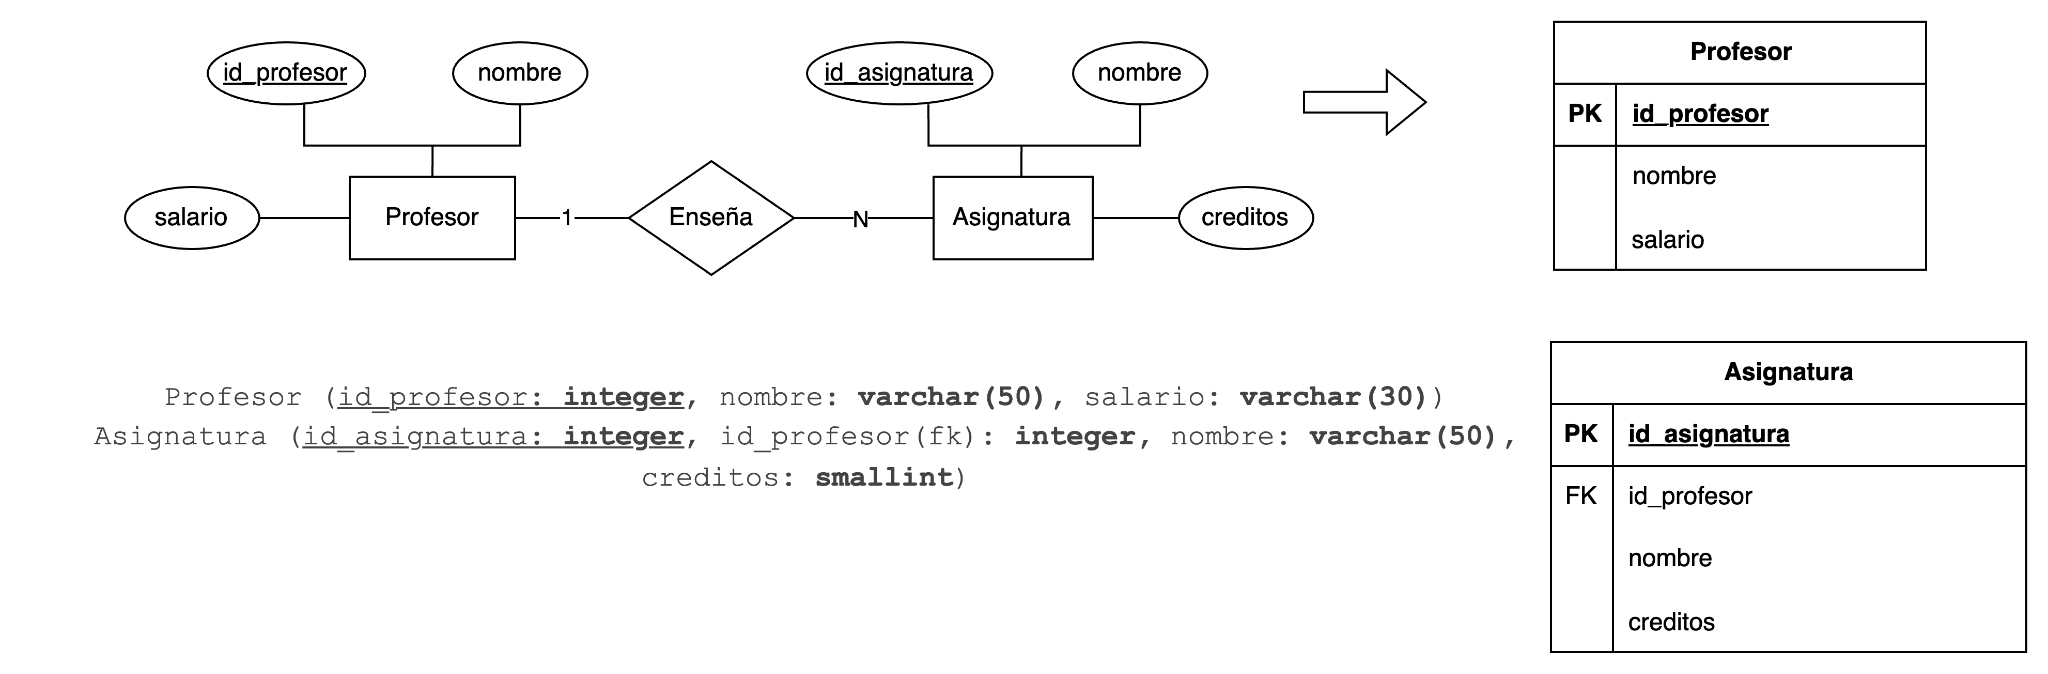 id_profesor
nombre
salario
Profesor
1
Enseña
N
id_asignatura
nombre
Asignatura
creditos
Profesor
PK id_profesor
nombre
salario
Profesor (id_profesor: integer, nombre: varchar(50), salario: varchar(30))
Asignatura (id_asignatura: integer, id_profesor(fk): integer, nombre: varchar(50),
creditos: smallint)
Asignatura
PK id_asignatura
FK id_profesor
nombre
creditos